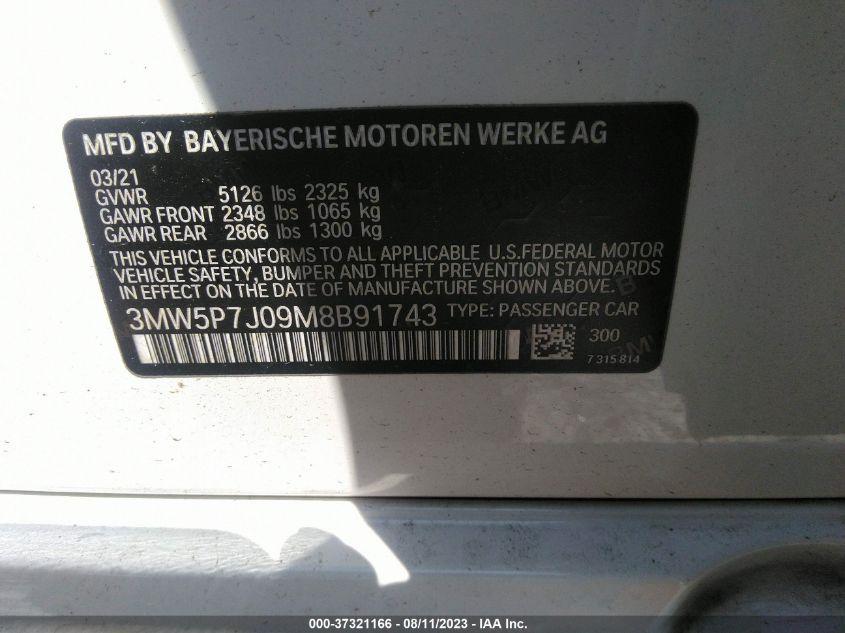 MFD BY BAYERISCHE MOTOREN WERKE AG
03/21
GVWR 5126 lbs 2325 kg
GAWR FRONT 2348 lbs 1065 kg
GAWR REAR 2866 lbs 1300 kg
THIS VEHICLE CONFORMS TO ALL APPLICABLE U.S.FEDERAL MOTOR
VEHICLE SAFETY, BUMPER AND THEFT PREVENTION STANDARDS
IN EFFECT ON THE DATE OF MANUFACTURE SHOWN ABOVE.
3MW5P7J09M8B91743 TYPE: PASSENGER CAR
300
7 315 814
000-37321166 - 08/11/2023 - IAA Inc.